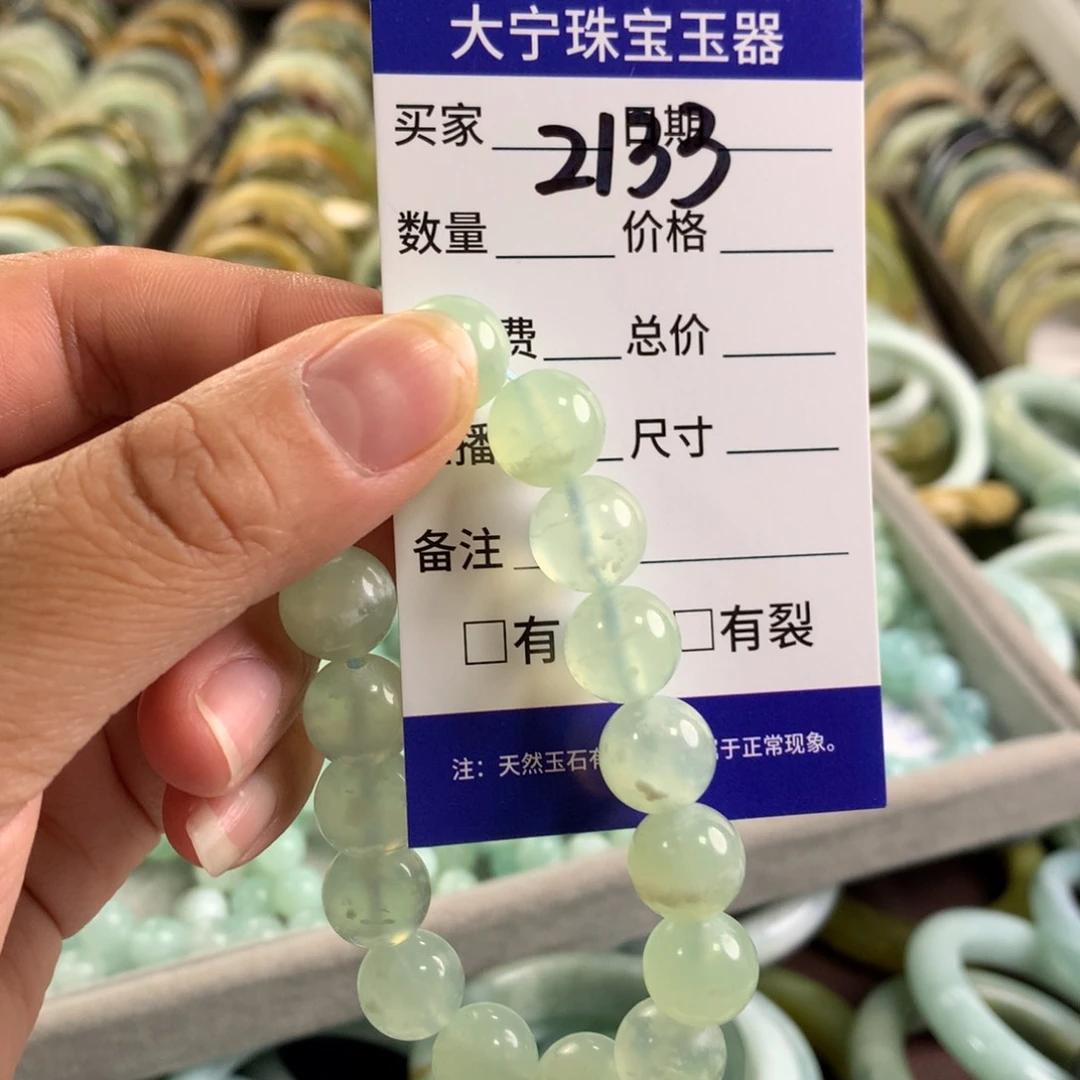 大宁珠宝玉器
买家 日期
2133
数量 价格
费 总价
播 尺寸
备注
□有 □有裂
注：天然玉石有 属于正常现象。